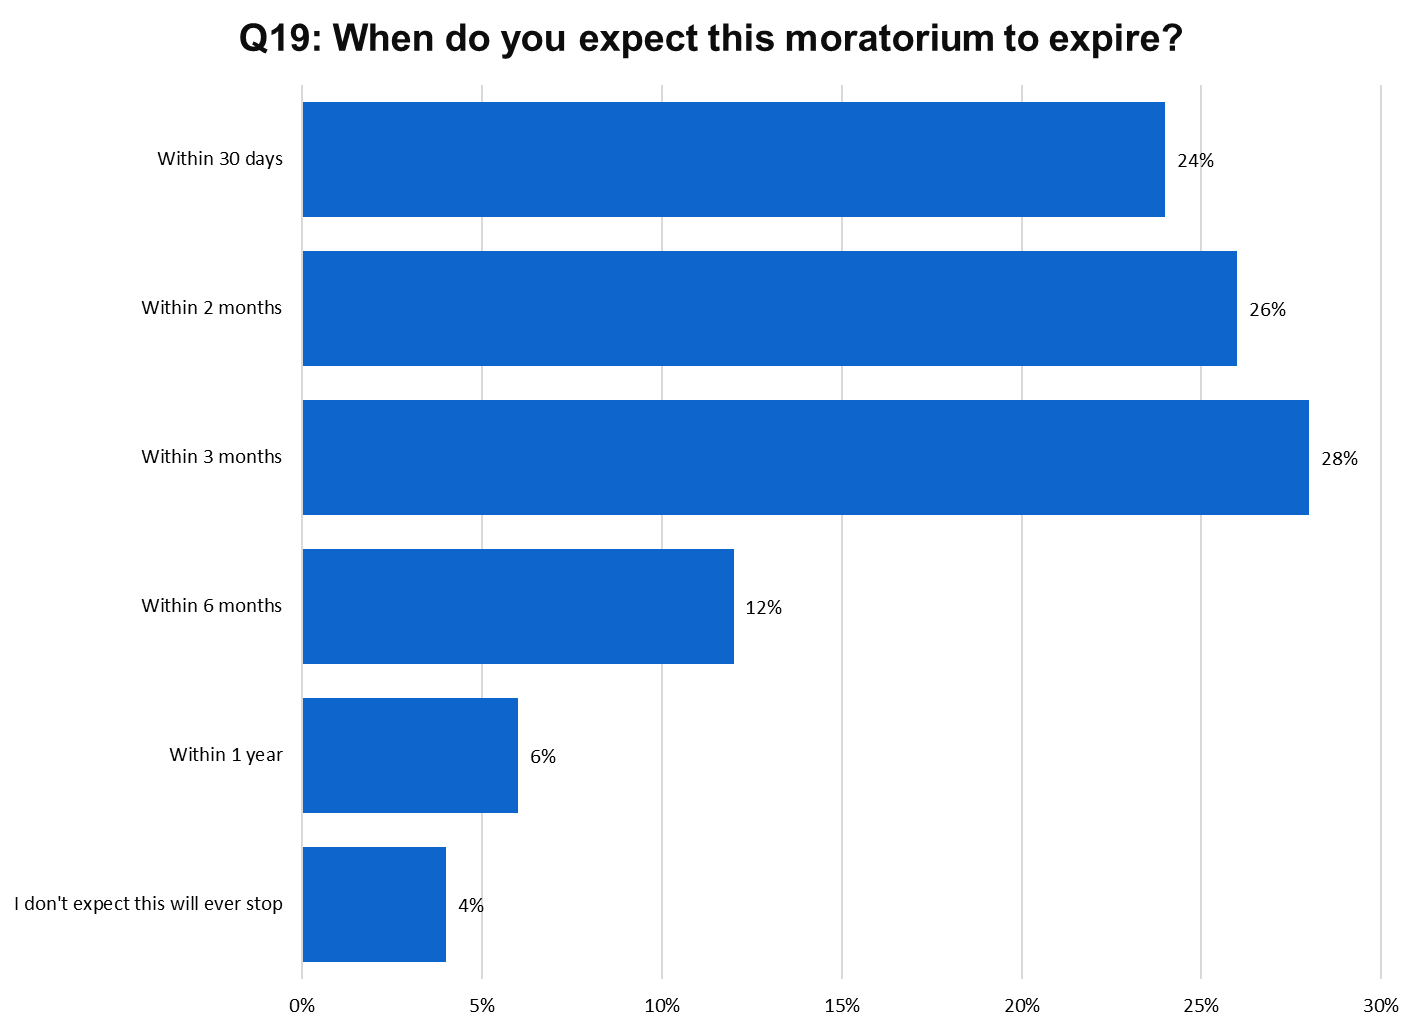 Q19: When do you expect this moratorium to expire?
Within 30 days
24%
Within 2 months
26%
Within 3 months
28%
Within 6 months
12%
Within 1 year
6%
I don't expect this will ever stop
4%
0% 5% 10% 15% 20% 25% 30%